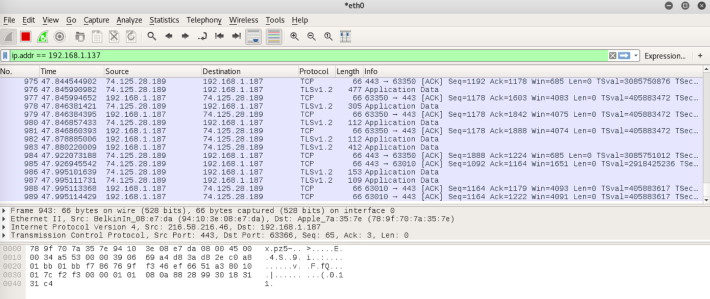 *eth0
File Edit View Go Capture Analyze Statistics Telephony Wireless Tools Help
ip.addr == 192.168.1.137
Expression... +
No. Time Source Destination Protocol Length Info
975 47.844544902 74.125.28.189 192.168.1.187 TCP 66 443 → 63350 [ACK] Seq=1192 Ack=1178 Win=685 Len=0 TSval=3085750876 TSec...
976 47.845990982 74.125.28.189 192.168.1.187 TLSv1.2 477 Application Data
977 47.845994652 192.168.1.187 74.125.28.189 TCP 66 63350 → 443 [ACK] Seq=1178 Ack=1603 Win=4083 Len=0 TSval=405883472 TSec...
978 47.846381421 74.125.28.189 192.168.1.187 TLSv1.2 305 Application Data
979 47.846384395 192.168.1.187 74.125.28.189 TCP 66 63350 → 443 [ACK] Seq=1178 Ack=1842 Win=4075 Len=0 TSval=405883472 TSec...
980 47.846857433 74.125.28.189 192.168.1.187 TLSv1.2 112 Application Data
981 47.846860393 192.168.1.187 74.125.28.189 TCP 66 63350 → 443 [ACK] Seq=1178 Ack=1888 Win=4074 Len=0 TSval=405883472 TSec...
982 47.878885006 192.168.1.187 74.125.28.189 TLSv1.2 112 Application Data
983 47.880220009 192.168.1.187 74.125.28.189 TLSv1.2 412 Application Data
984 47.922073188 74.125.28.189 192.168.1.187 TCP 66 443 → 63350 [ACK] Seq=1888 Ack=1224 Win=685 Len=0 TSval=3085751012 TSec...
985 47.926945542 74.125.28.189 192.168.1.187 TCP 66 443 → 63010 [ACK] Seq=1092 Ack=1164 Win=1651 Len=0 TSval=2918425236 TSe...
986 47.995101639 74.125.28.189 192.168.1.187 TLSv1.2 153 Application Data
987 47.995111731 74.125.28.189 192.168.1.187 TLSv1.2 109 Application Data
988 47.995113368 192.168.1.187 74.125.28.189 TCP 66 63010 → 443 [ACK] Seq=1164 Ack=1179 Win=4093 Len=0 TSval=405883617 TSec...
989 47.995114429 192.168.1.187 74.125.28.189 TCP 66 63010 → 443 [ACK] Seq=1164 Ack=1222 Win=4091 Len=0 TSval=405883617 TSec...
Frame 943: 66 bytes on wire (528 bits), 66 bytes captured (528 bits) on interface 0
Ethernet II, Src: BelkinIn_08:e7:da (94:10:3e:08:e7:da), Dst: Apple_7a:35:7e (78:9f:70:7a:35:7e)
Internet Protocol Version 4, Src: 216.58.216.46, Dst: 192.168.1.187
Transmission Control Protocol, Src Port: 443, Dst Port: 63366, Seq: 65, Ack: 3, Len: 0
0000 78 9f 70 7a 35 7e 94 10 3e 08 e7 da 08 00 45 00 x.pz5~.. >.....E.
0010 00 34 a5 53 00 00 39 06 69 a4 d8 3a d8 2e c0 a8 .4.S..9. i..:....
0020 01 bb 01 bb f7 86 76 9f f3 46 ef 66 51 a3 80 10 ......v. .F.fQ...
0030 01 7c f2 f3 00 00 01 01 08 0a 88 28 99 30 18 31 .|...... ...(.0.1
0040 31 c4 1.